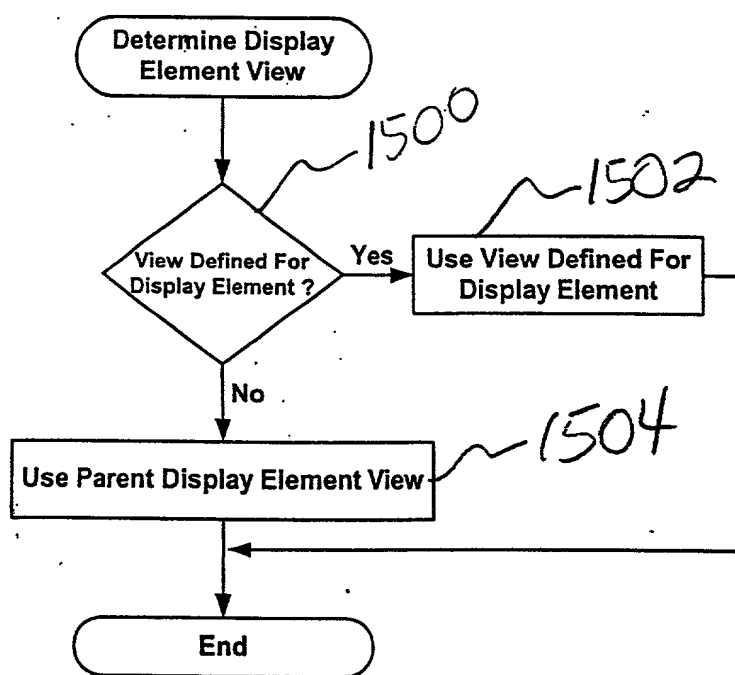 Determine Display
Element View
1500
1502
View Defined For
Display Element ?
Yes
Use View Defined For
Display Element
No
1504
Use Parent Display Element View
End